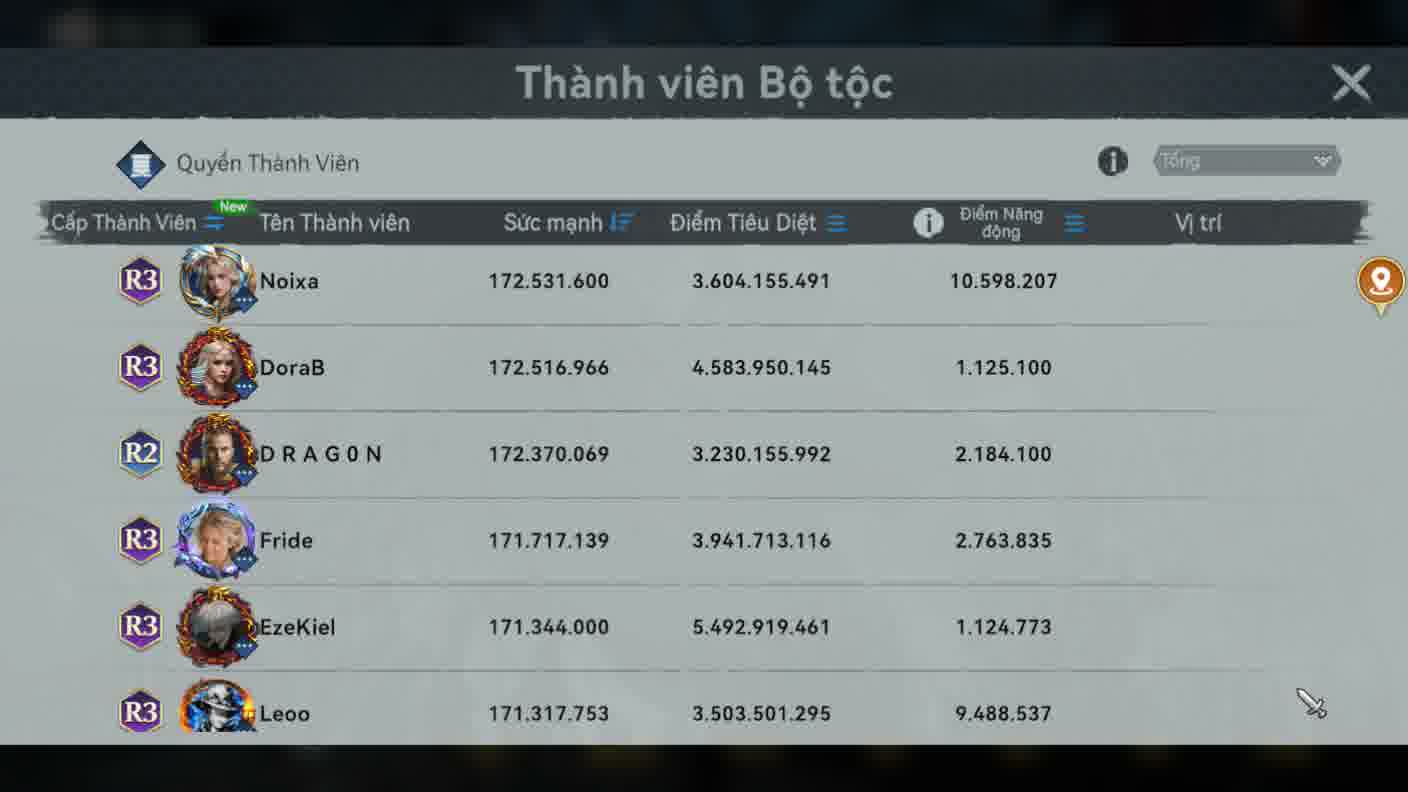 Thành viên Bộ tộc
Quyển Thành Viên
Tổng
New
Cấp Thành Viên Tên Thành viên Sức mạnh Điểm Tiêu Diệt Điểm Năng động Vị trí
R3 Noixa 172.531.600 3.604.155.491 10.598.207
R3 DoraB 172.516.966 4.583.950.145 1.125.100
R2 D R A G 0 N 172.370.069 3.230.155.992 2.184.100
R3 Fride 171.717.139 3.941.713.116 2.763.835
R3 EzeKiel 171.344.000 5.492.919.461 1.124.773
R3 Leoo 171.317.753 3.503.501.295 9.488.537